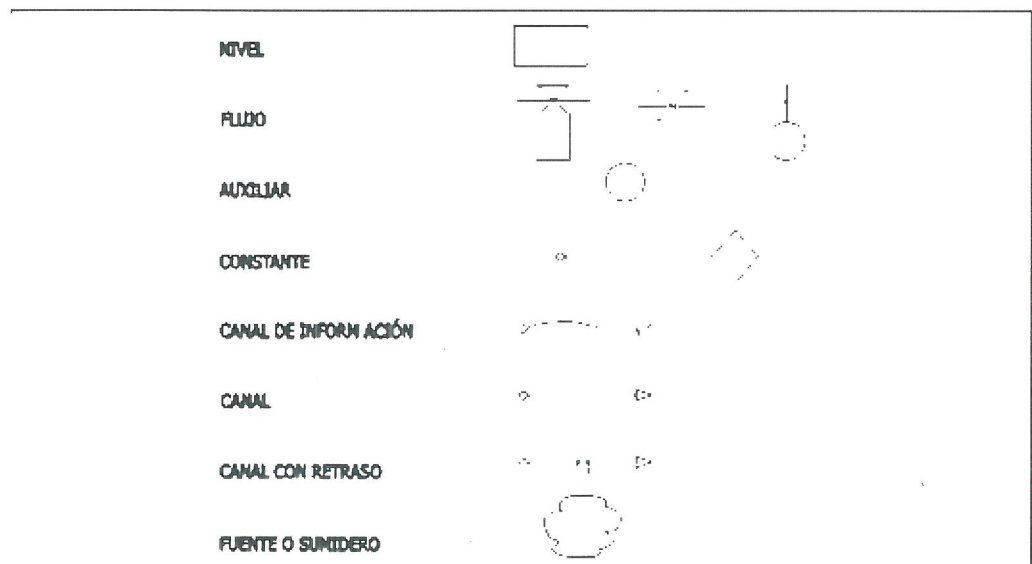 NIVEL
FLUJO
AUXILIAR
CONSTANTE
CANAL DE INFORMACIÓN
CANAL
CANAL CON RETRASO
FUENTE O SUMIDERO